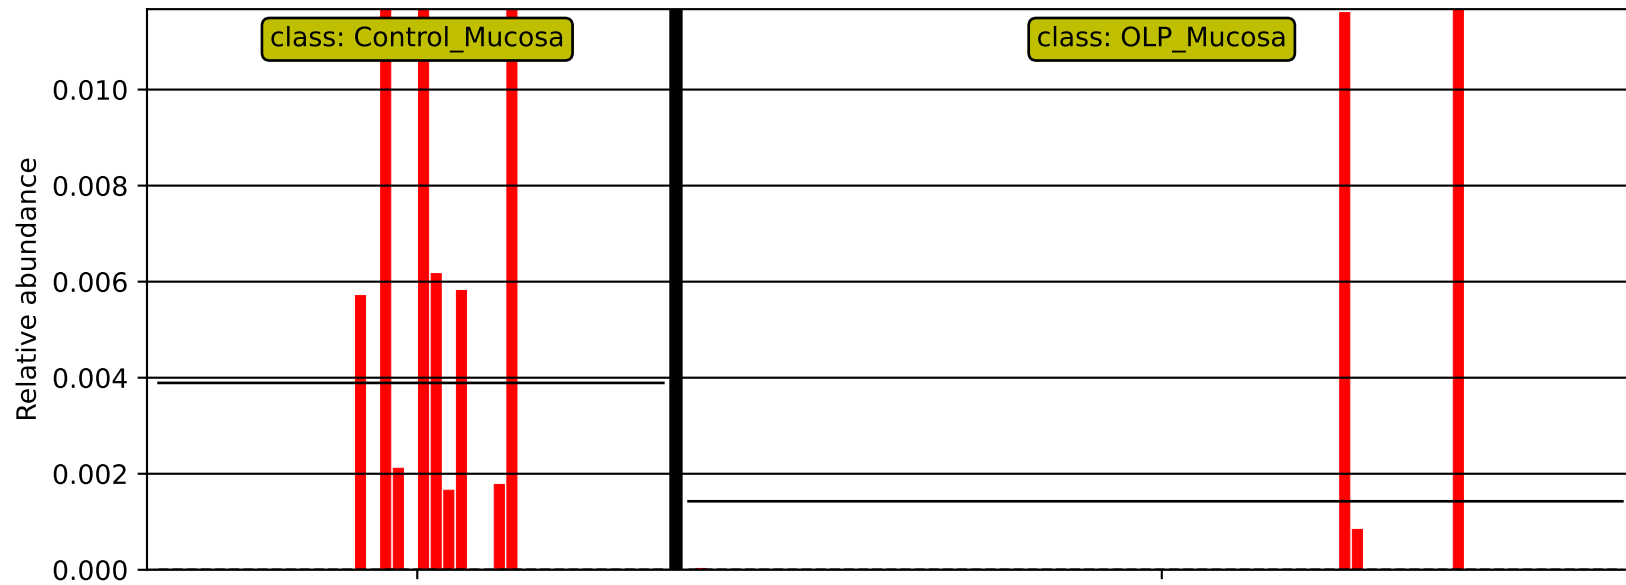 class: Control_Mucosa
class: OLP_Mucosa
Relative abundance
0.010
0.008
0.006
0.004
0.002
0.000